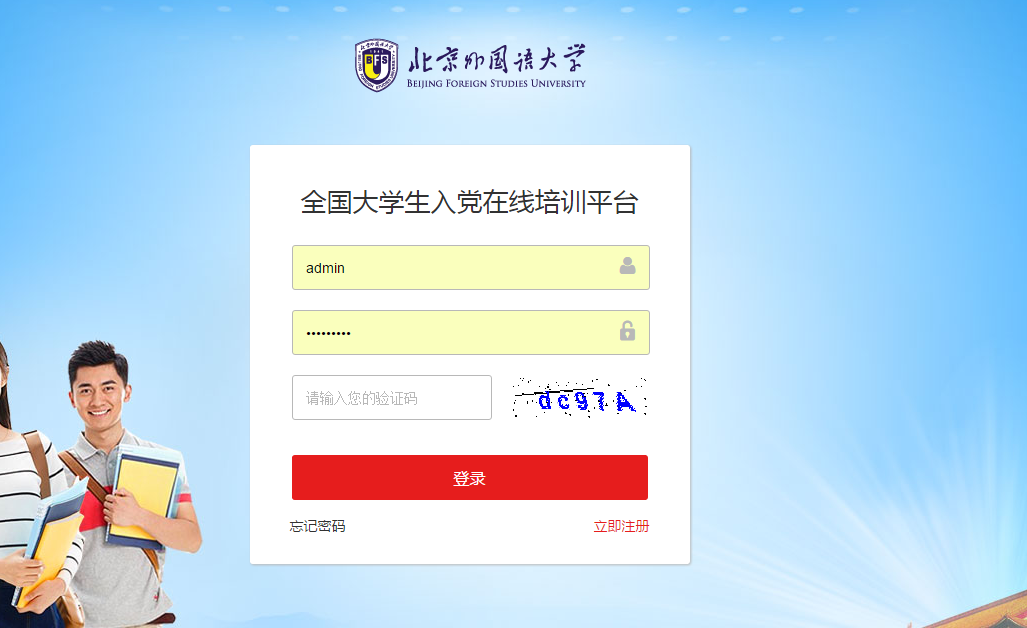 北京外国语大学
BEIJING FOREIGN STUDIES UNIVERSITY
全国大学生入党在线培训平台
admin
•••••••••
请输入您的验证码
dc97A
登录
忘记密码
立即注册